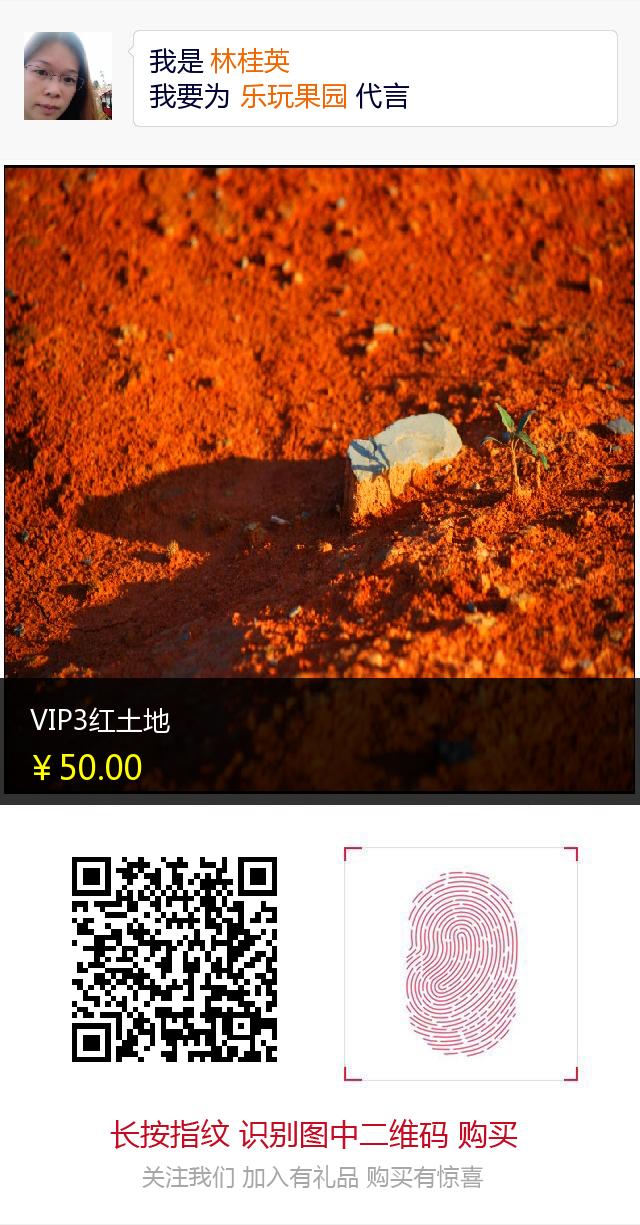 我是 林桂英
我要为 乐玩果园 代言
VIP3红土地
¥50.00
长按指纹 识别图中二维码 购买
关注我们 加入有礼品 购买有惊喜